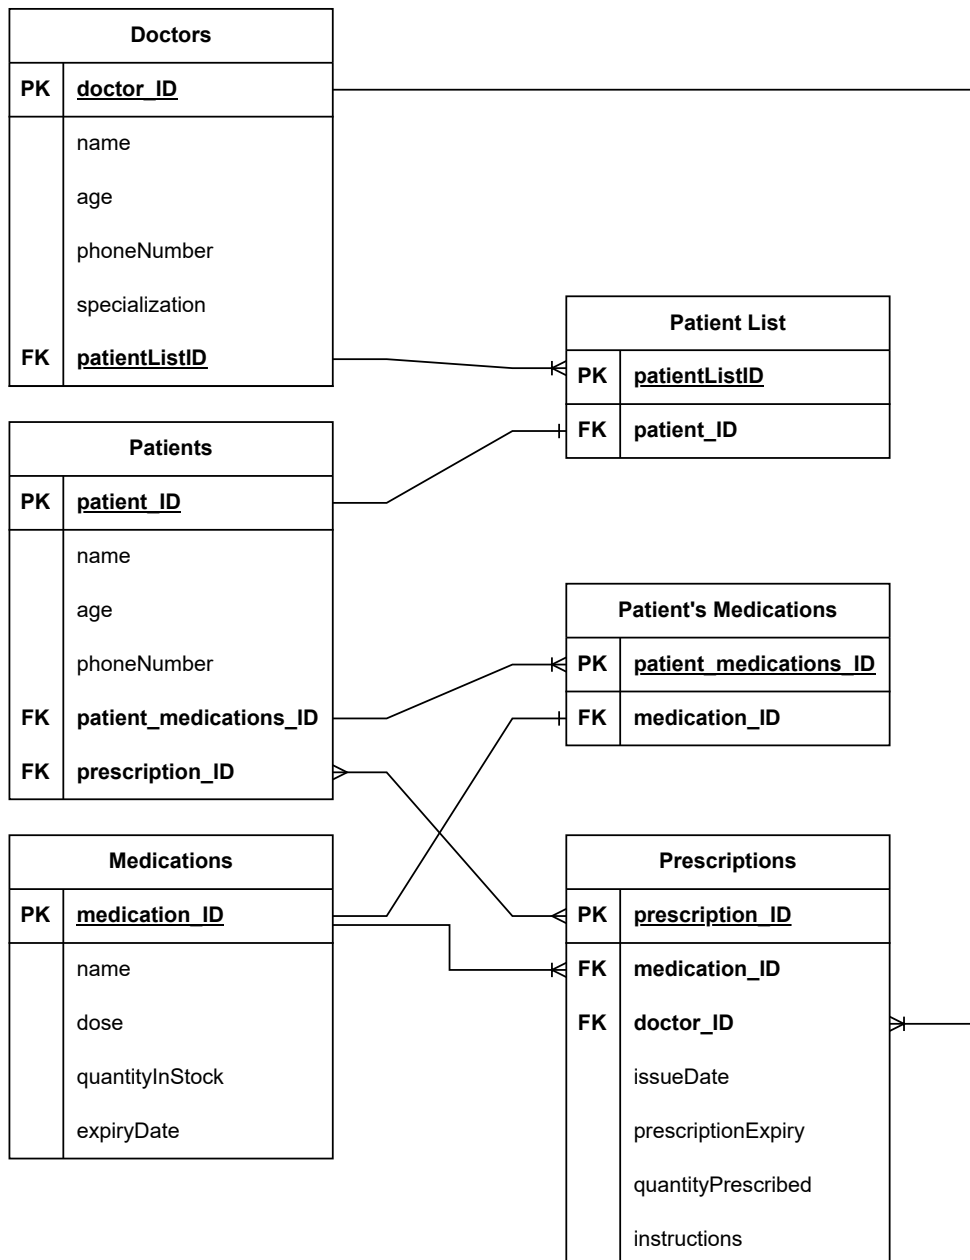 Doctors
PK doctor_ID
name
age
phoneNumber
specialization
FK patientListID
Patient List
PK patientListID
FK patient_ID
Patients
PK patient_ID
name
age
phoneNumber
FK patient_medications_ID
FK prescription_ID
Patient's Medications
PK patient_medications_ID
FK medication_ID
Medications
PK medication_ID
name
dose
quantityInStock
expiryDate
Prescriptions
PK prescription_ID
FK medication_ID
FK doctor_ID
issueDate
prescriptionExpiry
quantityPrescribed
instructions